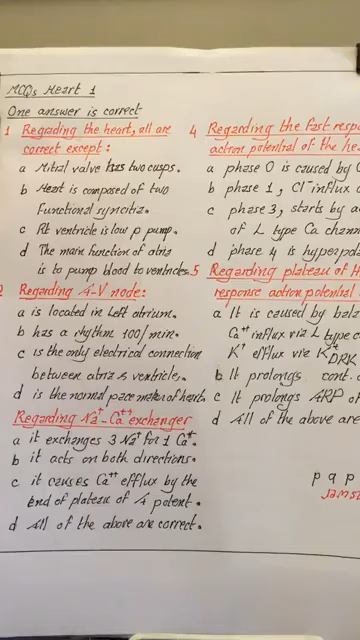 MCQs Heart 1
One answer is correct
1 Regrading the heart, all are
correct except:
a Mitral valve has two cusps.
b Heart is composed of two
Functional syncitia.
c Rt ventricle is low p pump.
d The main function of atria
is to pump blood to ventricles.
2 Regarding A-V node:
a is located in Left atrium.
b has a rhythm 100/min.
c is the only electrical connection
between atria & ventricles.
d is the normal pace maker of heart.
Regarding Na+-Ca++ exchanger
a it exchanges 3 Na+ for 1 Ca++.
b it acts on both directions.
c it causes Ca++ efflux by the
end of plateau of A potent.
d All of the above are correct.
4 Regarding the fast resp
action potential of the he
a phase 0 is caused by
b phase 1, Cl- influx
c phase 3, starts by
of L type Ca channe
d phase 4 is hyperpol
5 Regarding plateau of
response action potential
a It is caused by bala
Ca++ influx via L type c
K+ efflux via K+ DRK
b It prolongs cont.
c It prolongs ARP of
d All of the above are
p q p